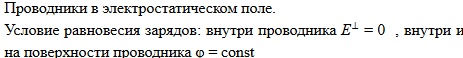 Проводники в электростатическом поле.
Условие равновесия зарядов: внутри проводника E⊥ = 0 , внутри и
на поверхности проводника φ = const